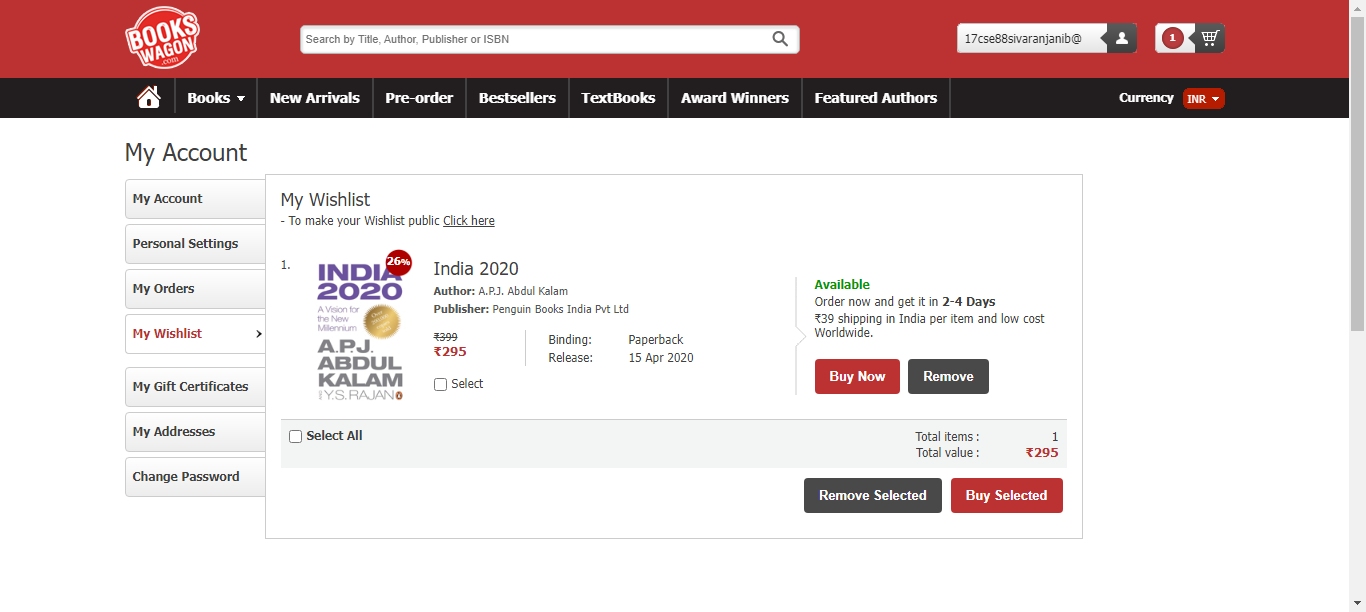 BOOKS
WAGON
.com
Search by Title, Author, Publisher or ISBN
17cse88sivaranjanib@
1
Books
New Arrivals
Pre-order
Bestsellers
TextBooks
Award Winners
Featured Authors
Currency
INR
My Account
My Account
Personal Settings
My Orders
My Wishlist
My Gift Certificates
My Addresses
Change Password
My Wishlist
- To make your Wishlist public Click here
1.
26%
INDIA
2020
A Vision for
the New
Millennium
A.P.J.
ABDUL
KALAM
Y.S. RAJAN
India 2020
Author: A.P.J. Abdul Kalam
Publisher: Penguin Books India Pvt Ltd
₹399
₹295
Binding: Paperback
Release: 15 Apr 2020
Select
Available
Order now and get it in 2-4 Days
₹39 shipping in India per item and low cost
Worldwide.
Buy Now
Remove
Select All
Total items : 1
Total value : ₹295
Remove Selected
Buy Selected